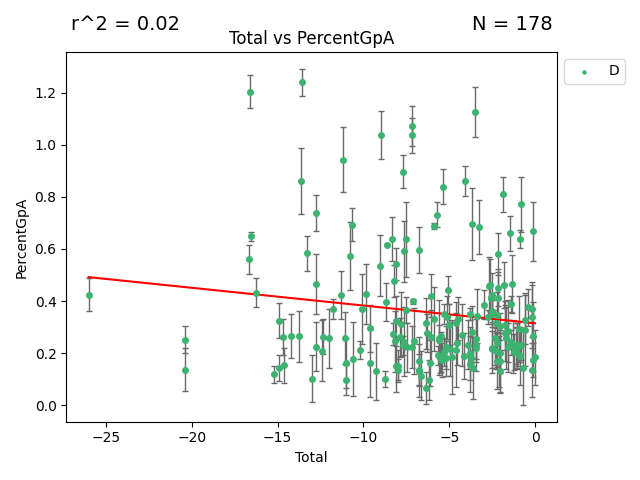 r^2 = 0.02
N = 178
Total vs PercentGpA
D
PercentGpA
1.2
1.0
0.8
0.6
0.4
0.2
0.0
−25
−20
−15
−10
−5
0
Total